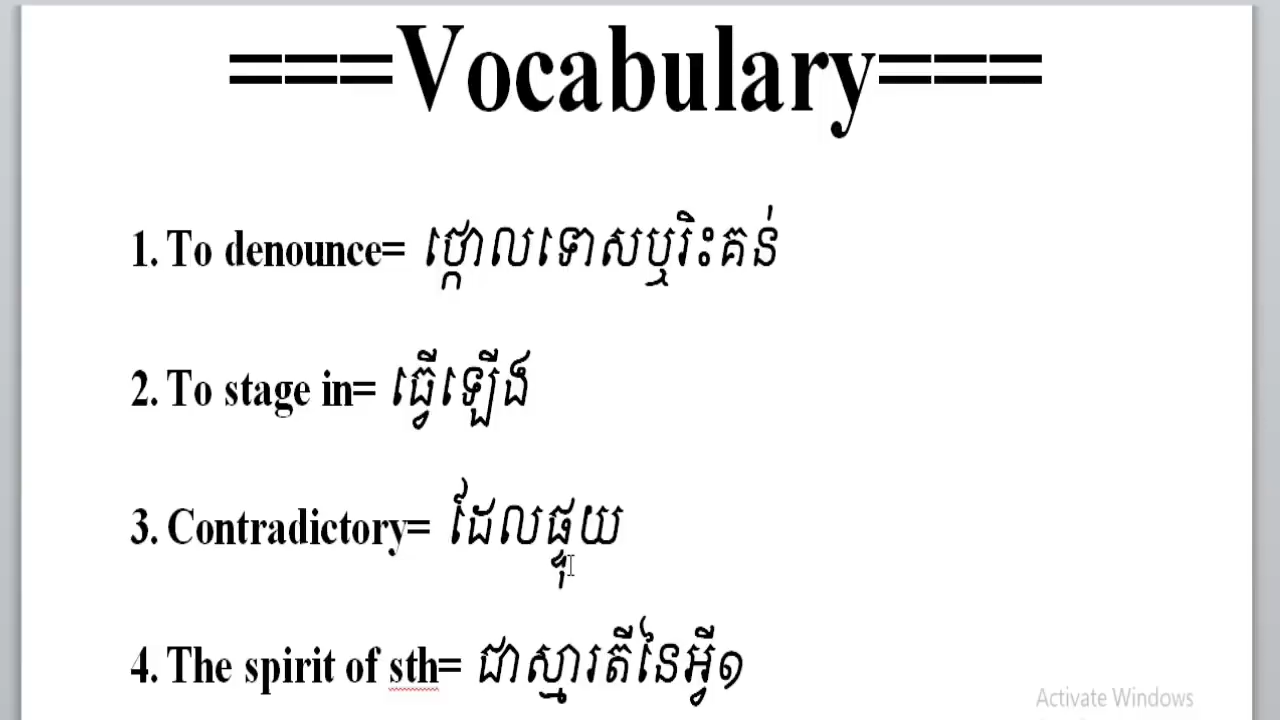 ===Vocabulary===
1. To denounce= ថ្កោលទោសឬរិះគន់
2. To stage in= ធ្វើឡើង
3. Contradictory= ដែលផ្ទុយ
4. The spirit of sth= ជាស្មារតីនៃអ្វី១
Activate Windows